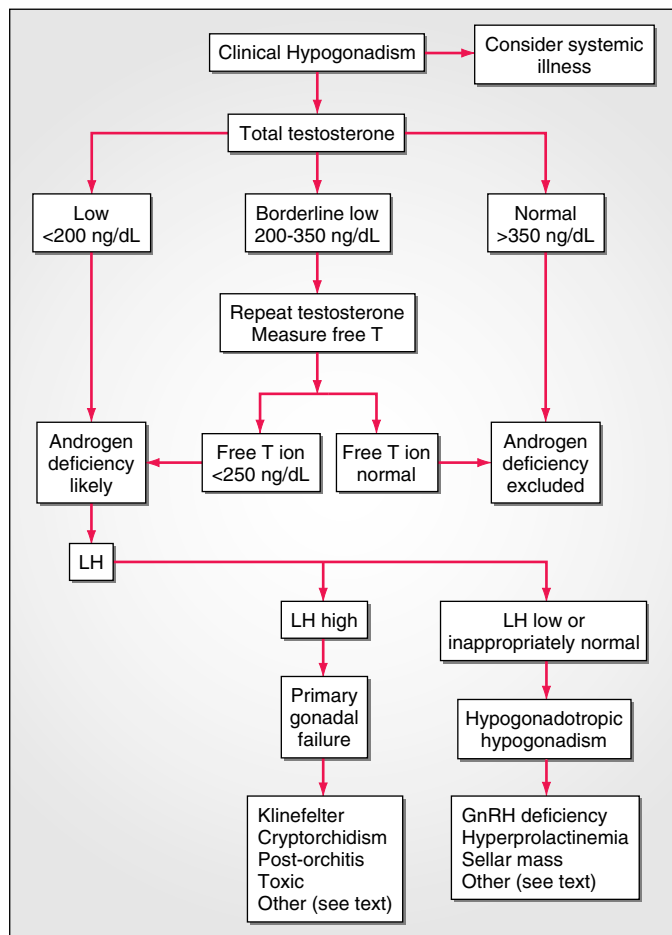 Clinical Hypogonadism
Consider systemic
illness
Total testosterone
Low
<200 ng/dL
Borderline low
200-350 ng/dL
Normal
>350 ng/dL
Repeat testosterone
Measure free T
Androgen
deficiency
likely
Free T ion
<250 ng/dL
Free T ion
normal
Androgen
deficiency
excluded
LH
LH high
LH low or
inappropriately normal
Primary
gonadal
failure
Hypogonadotropic
hypogonadism
Klinefelter
Cryptorchidism
Post-orchitis
Toxic
Other (see text)
GnRH deficiency
Hyperprolactinemia
Sellar mass
Other (see text)